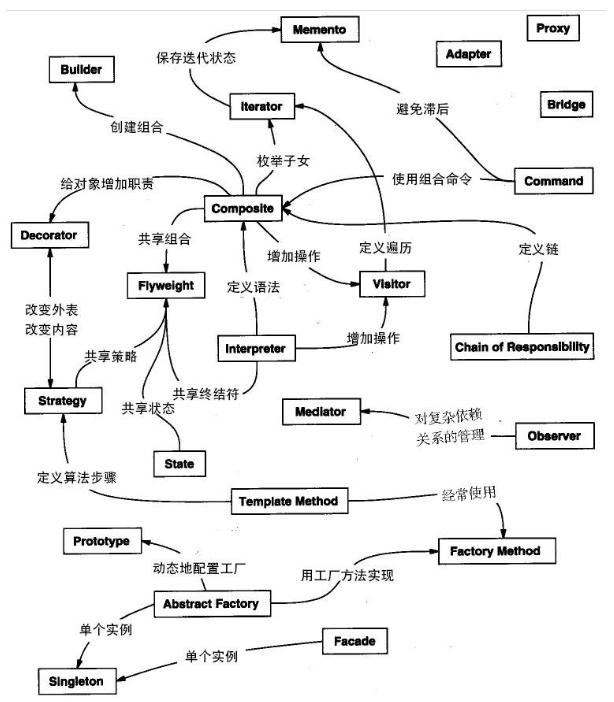 Memento
Proxy
Adapter
保存迭代状态
Builder
Iterator
Bridge
避免滞后
创建组合
枚举子女
给对象增加职责
使用组合命令
Command
Composite
Decorator
共享组合
增加操作
定义遍历
定义链
Flyweight
定义语法
Visitor
改变外表
改变内容
增加操作
Interpreter
Chain of Responsibility
共享策略
共享终结符
Strategy
共享状态
Mediator
对复杂依赖
关系的管理
Observer
State
定义算法步骤
Template Method
经常使用
Prototype
Factory Method
动态地配置工厂
用工厂方法实现
Abstract Factory
单个实例
Facade
单个实例
Singleton